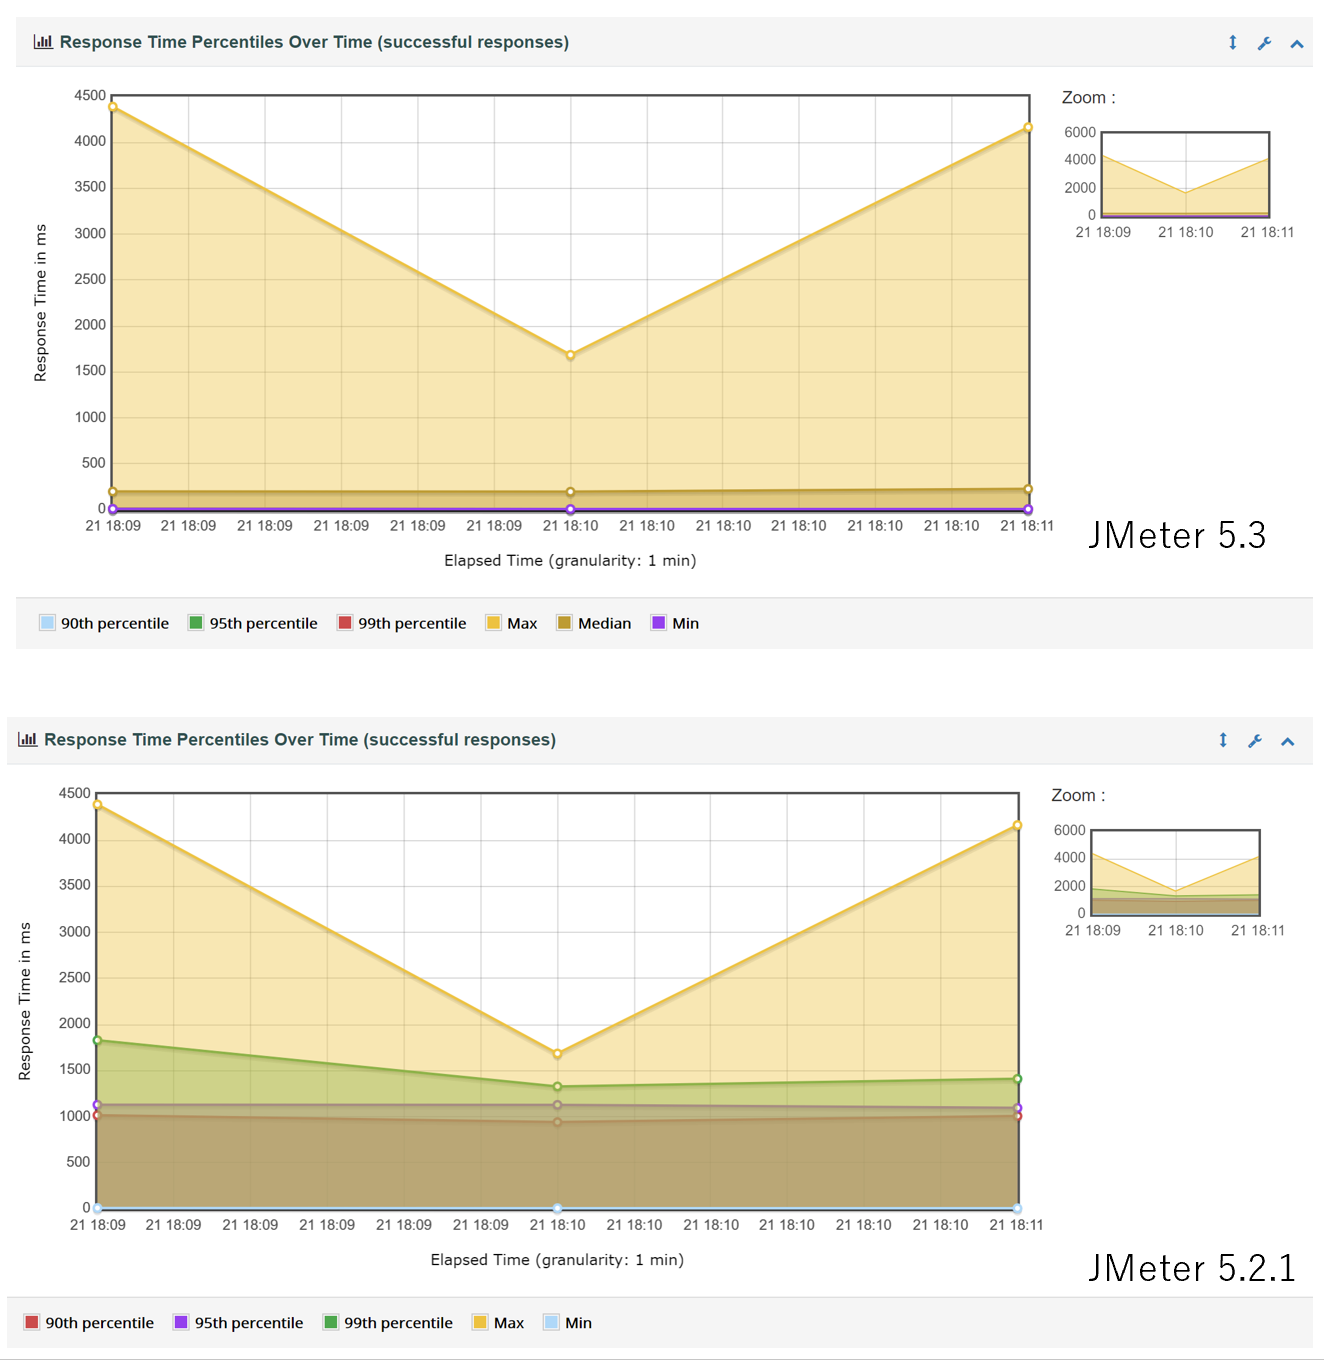 Response Time Percentiles Over Time (successful responses)
Zoom :
4500
4000
3500
3000
2500
2000
1500
1000
500
0
Response Time in ms
21 18:09 21 18:09 21 18:09 21 18:09 21 18:09 21 18:09 21 18:10 21 18:10 21 18:10 21 18:10 21 18:10 21 18:10 21 18:11
Elapsed Time (granularity: 1 min)
6000
4000
2000
0
21 18:09 21 18:10 21 18:11
JMeter 5.3
90th percentile 95th percentile 99th percentile Max Median Min
Response Time Percentiles Over Time (successful responses)
Zoom :
4500
4000
3500
3000
2500
2000
1500
1000
500
0
Response Time in ms
21 18:09 21 18:09 21 18:09 21 18:09 21 18:09 21 18:09 21 18:10 21 18:10 21 18:10 21 18:10 21 18:10 21 18:10 21 18:11
Elapsed Time (granularity: 1 min)
6000
4000
2000
0
21 18:09 21 18:10 21 18:11
JMeter 5.2.1
90th percentile 95th percentile 99th percentile Max Min